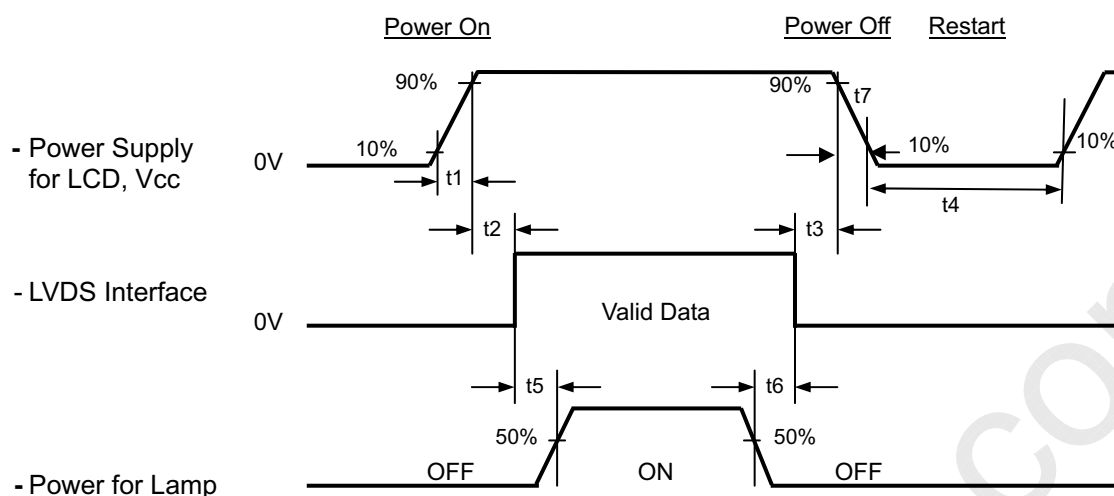 Power On
Power Off
Restart
90%
90%
t7
- Power Supply
for LCD, Vcc
0V
10%
10%
10%
t1
t4
t2
t3
- LVDS Interface
0V
Valid Data
t5
t6
50%
50%
- Power for Lamp
OFF
ON
OFF
con